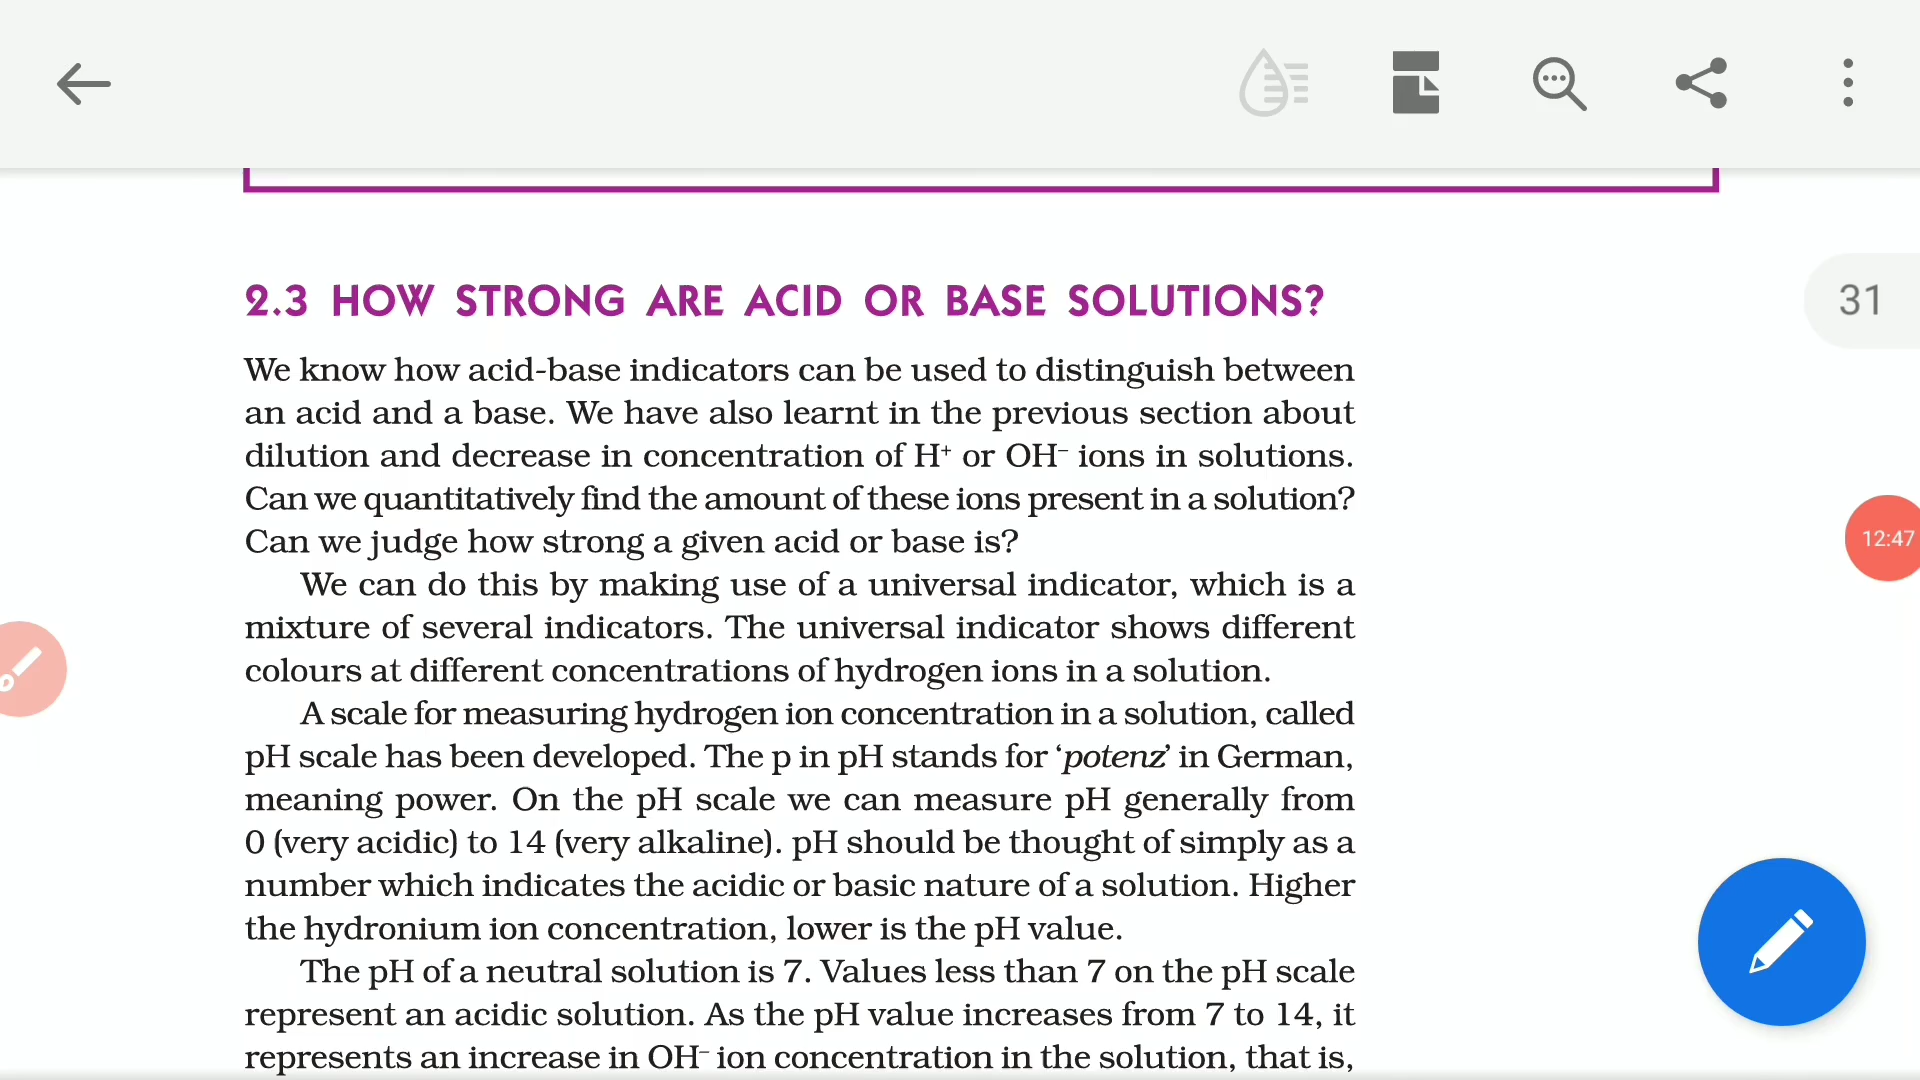 2.3 HOW STRONG ARE ACID OR BASE SOLUTIONS?
31
We know how acid-base indicators can be used to distinguish between
an acid and a base. We have also learnt in the previous section about
dilution and decrease in concentration of H⁺ or OH⁻ ions in solutions.
Can we quantitatively find the amount of these ions present in a solution?
12:47
Can we judge how strong a given acid or base is?
We can do this by making use of a universal indicator, which is a
mixture of several indicators. The universal indicator shows different
colours at different concentrations of hydrogen ions in a solution.
A scale for measuring hydrogen ion concentration in a solution, called
pH scale has been developed. The p in pH stands for ‘potenz’ in German,
meaning power. On the pH scale we can measure pH generally from
0 (very acidic) to 14 (very alkaline). pH should be thought of simply as a
number which indicates the acidic or basic nature of a solution. Higher
the hydronium ion concentration, lower is the pH value.
The pH of a neutral solution is 7. Values less than 7 on the pH scale
represent an acidic solution. As the pH value increases from 7 to 14, it
represents an increase in OH⁻ ion concentration in the solution, that is,